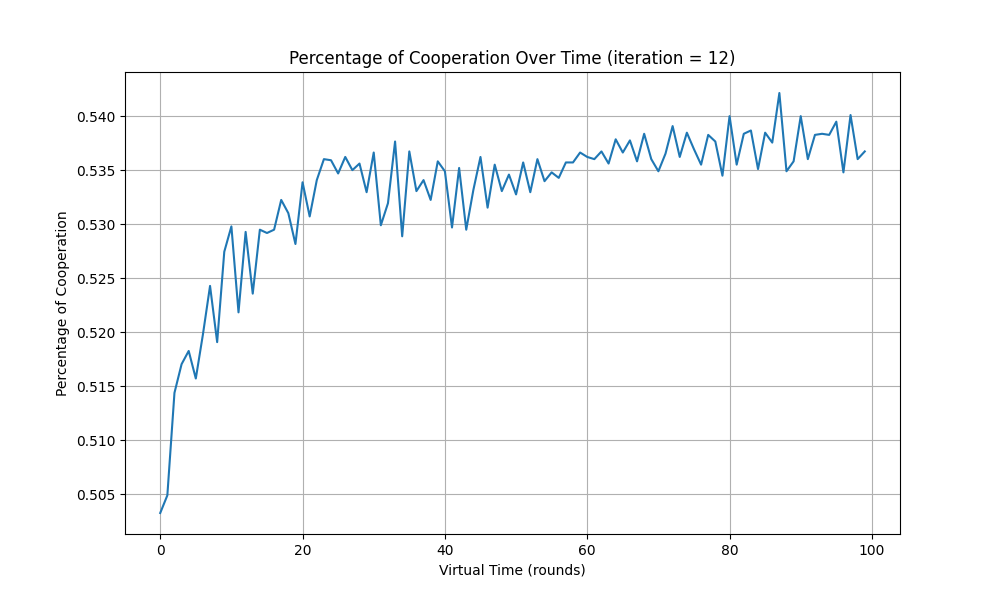 Percentage of Cooperation Over Time (iteration = 12)
Percentage of Cooperation
0.540
0.535
0.530
0.525
0.520
0.515
0.510
0.505
0 20 40 60 80 100
Virtual Time (rounds)